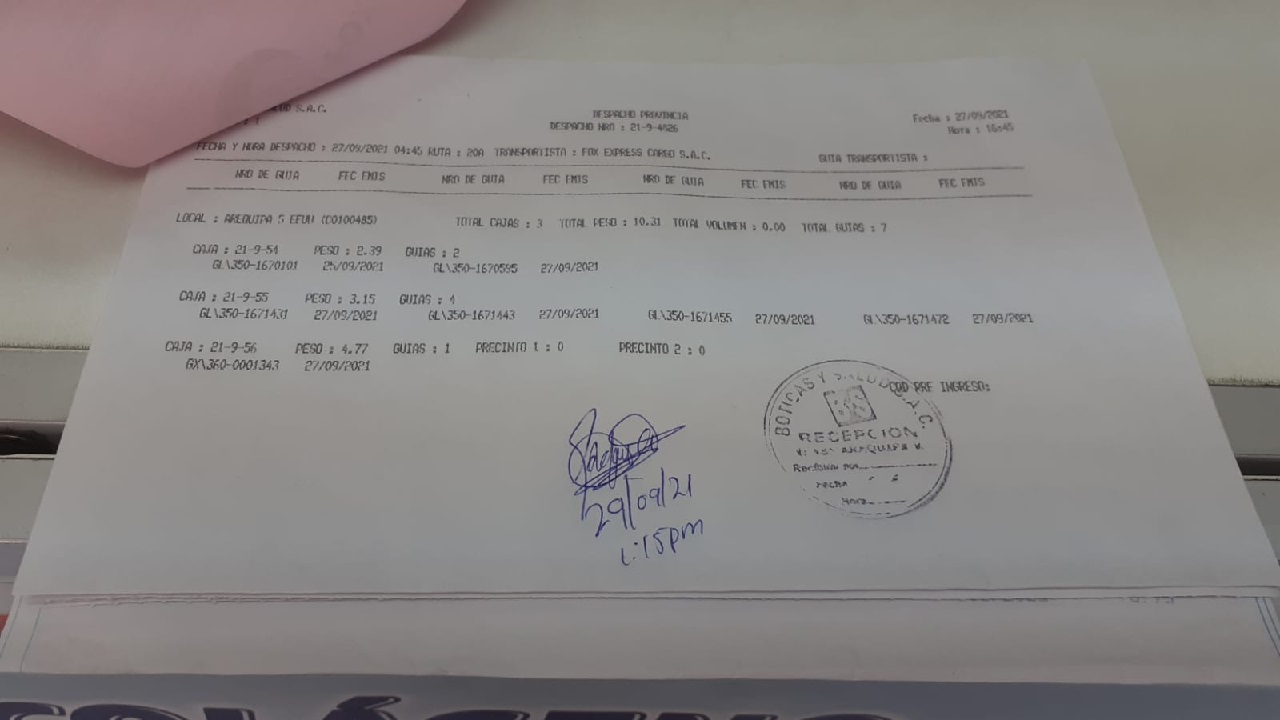 S.A.C.
DESPACHO PROVINCIA
Fecha : 27/09/2021
DESPACHO NRO : 21-9-4626
Hora : 16:45
FECHA Y HORA DESPACHO : 27/09/2021 04:45 RUTA : 20A TRANSPORTISTA : FOX EXPRESS CARGO S.A.C. GUIA TRANSPORTISTA :
NRO DE GUIA FEC EMIS NRO DE GUIA FEC EMIS NRO DE GUIA FEC EMIS NRO DE GUIA FEC EMIS
LOCAL : AREQUIPA 5 EEUU (C0100485) TOTAL CAJAS : 3 TOTAL PESO : 10.31 TOTAL VOLUMEN : 0.00 TOTAL GUIAS : 7
CAJA : 21-9-54 PESO : 2.39 GUIAS : 2
GL\350-1670101 25/09/2021 GL\350-1670595 27/09/2021
CAJA : 21-9-55 PESO : 3.15 GUIAS : 4
GL\350-1671431 27/09/2021 GL\350-1671443 27/09/2021 GL\350-1671455 27/09/2021 GL\350-1671472 27/09/2021
CAJA : 21-9-56 PESO : 4.77 GUIAS : 1 PRECINTO 1 : 0 PRECINTO 2 : 0
GX\360-0001343 27/09/2021
COD PRE INGRESO:
BOTICAS Y SALUD S.A.C.
RECEPCION
AREQUIPA
Fecha
Hora
29/09/21
1:15pm